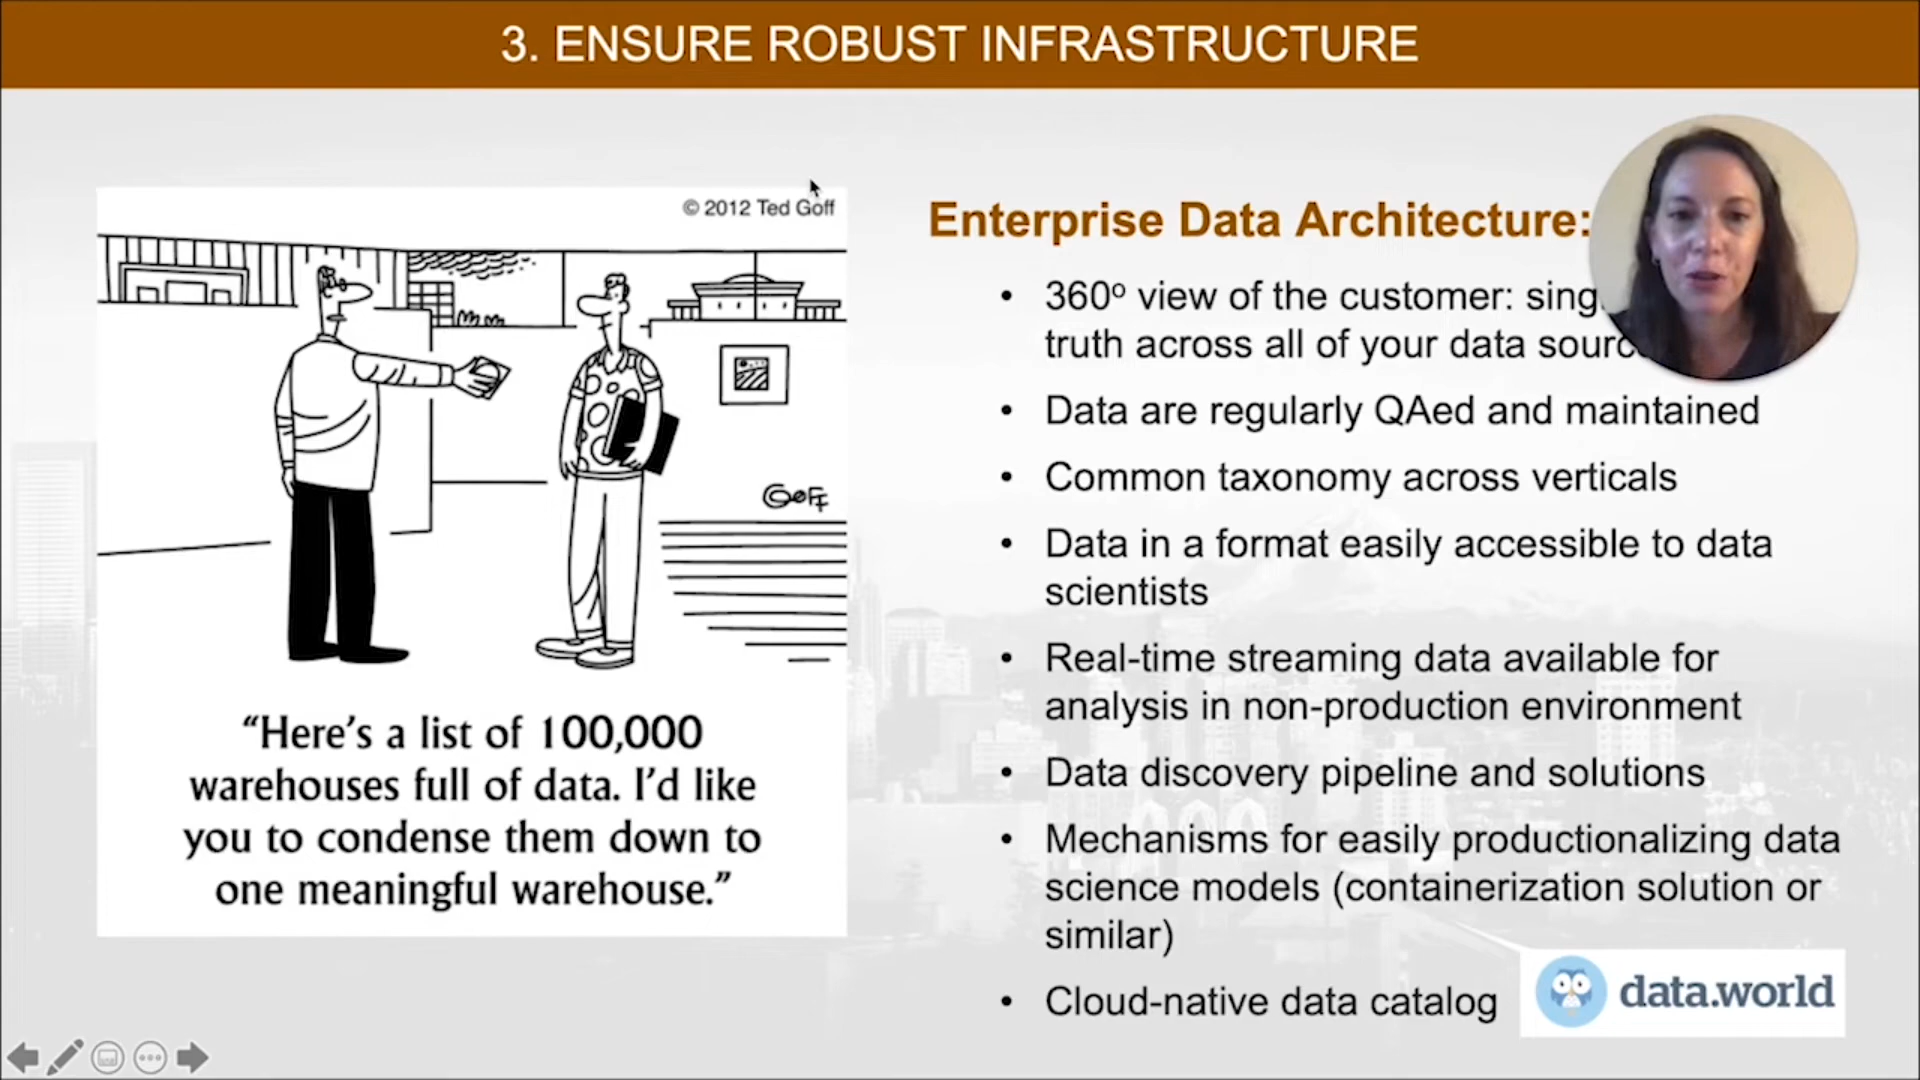 3. ENSURE ROBUST INFRASTRUCTURE
© 2012 Ted Goff
GOFF
“Here’s a list of 100,000
warehouses full of data. I’d like
you to condense them down to
one meaningful warehouse.”
Enterprise Data Architecture:
• 360º view of the customer:
truth across all of your data
• Data are regularly QAed and maintained
• Common taxonomy across verticals
• Data in a format easily accessible to data
scientists
• Real-time streaming data available for
analysis in non-production environment
• Data discovery pipeline and solutions
• Mechanisms for easily productionalizing data
science models (containerization solution or
similar)
• Cloud-native data catalog
data.world